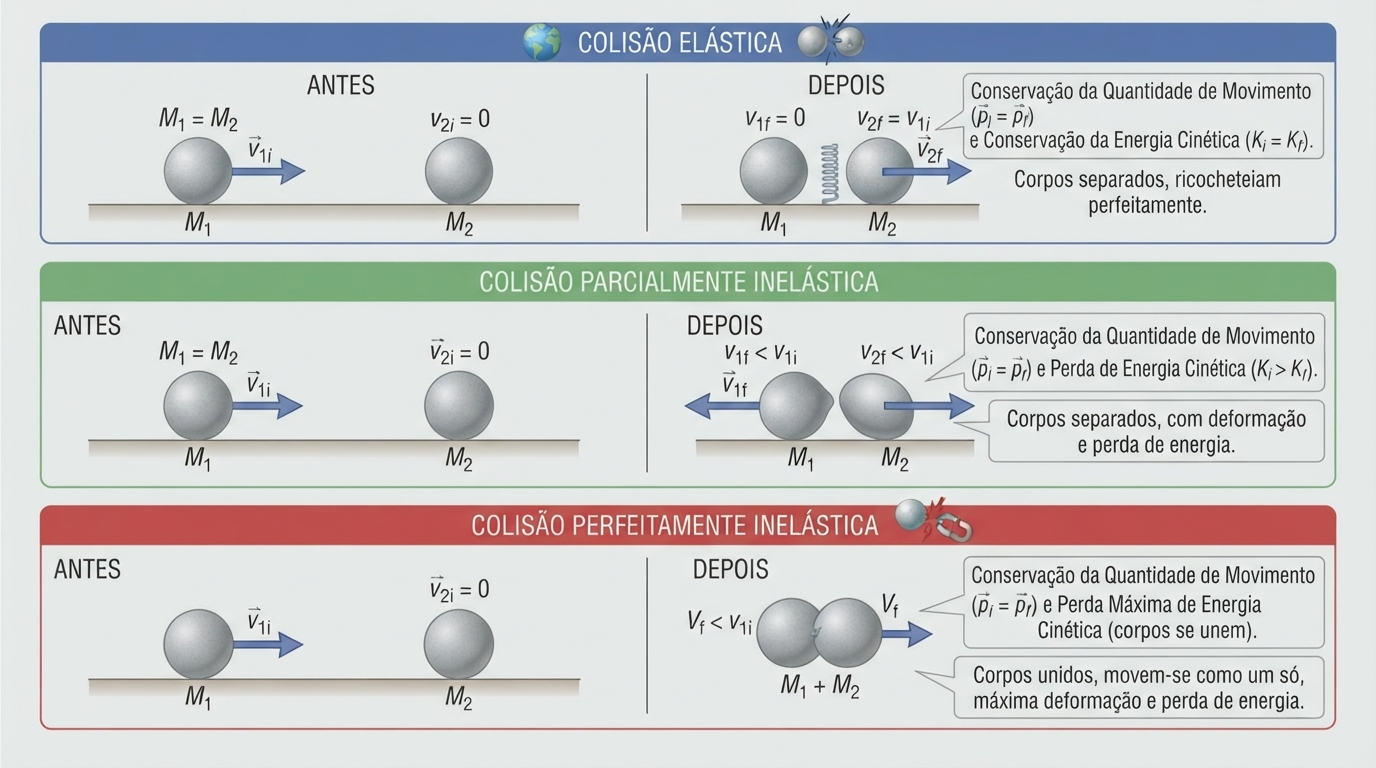 COLISÃO ELÁSTICA
ANTES
M₁ = M₂
v⃗₁ᵢ
v₂ᵢ = 0
M₁
M₂
DEPOIS
v₁f = 0
v₂f = v₁ᵢ
v⃗₂f
M₁
M₂
Conservação da Quantidade de Movimento
(p⃗ᵢ = p⃗f)
e Conservação da Energia Cinética (Kᵢ = Kf).
Corpos separados, ricocheteiam
perfeitamente.
COLISÃO PARCIALMENTE INELÁSTICA
ANTES
M₁ = M₂
v⃗₁ᵢ
v⃗₂ᵢ = 0
M₁
M₂
DEPOIS
v₁f < v₁ᵢ
v⃗₁f
v₂f < v₁ᵢ
M₁
M₂
Conservação da Quantidade de Movimento
(p⃗ᵢ = p⃗f) e Perda de Energia Cinética (Kᵢ > Kf).
Corpos separados, com deformação
e perda de energia.
COLISÃO PERFEITAMENTE INELÁSTICA
ANTES
v⃗₁ᵢ
v⃗₂ᵢ = 0
M₁
M₂
DEPOIS
Vf < v₁ᵢ
Vf
M₁ + M₂
Conservação da Quantidade de Movimento
(p⃗ᵢ = p⃗f) e Perda Máxima de Energia
Cinética (corpos se unem).
Corpos unidos, movem-se como um só,
máxima deformação e perda de energia.